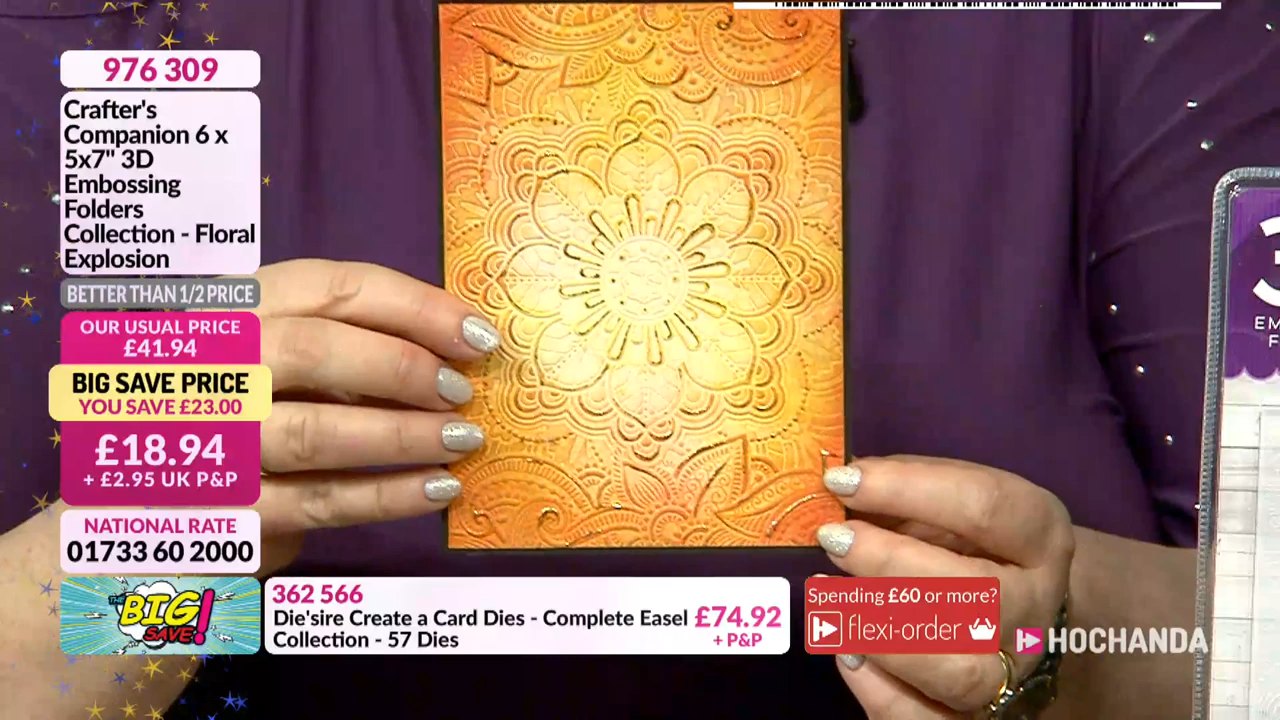 976 309
Crafter's
Companion 6 x
5x7" 3D
Embossing
Folders
Collection - Floral
Explosion
BETTER THAN 1/2 PRICE
OUR USUAL PRICE
£41.94
BIG SAVE PRICE
YOU SAVE £23.00
£18.94
+ £2.95 UK P&P
NATIONAL RATE
01733 60 2000
THE BIG SAVE!
362 566
Die'sire Create a Card Dies - Complete Easel
Collection - 57 Dies
£74.92
+ P&P
Spending £60 or more?
flexi-order
HOCHANDA
3
EM
F